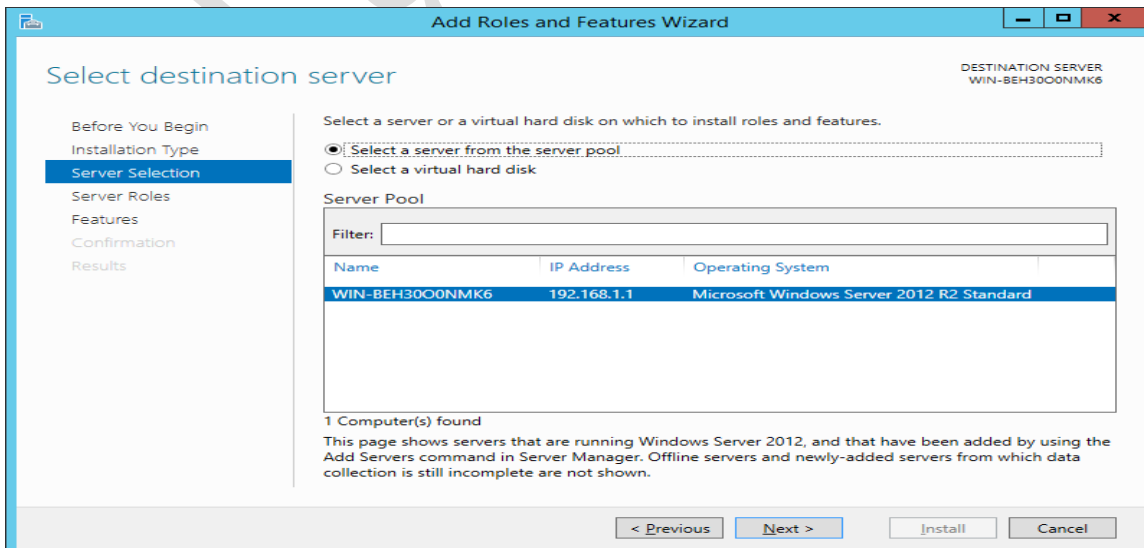 Add Roles and Features Wizard
Select destination server
DESTINATION SERVER
WIN-BEH30O0NMK6
Before You Begin
Installation Type
Server Selection
Server Roles
Features
Confirmation
Results
Select a server or a virtual hard disk on which to install roles and features.
Select a server from the server pool
Select a virtual hard disk
Server Pool
Filter:
Name IP Address Operating System
WIN-BEH30O0NMK6 192.168.1.1 Microsoft Windows Server 2012 R2 Standard
1 Computer(s) found
This page shows servers that are running Windows Server 2012, and that have been added by using the
Add Servers command in Server Manager. Offline servers and newly-added servers from which data
collection is still incomplete are not shown.
< Previous Next > Install Cancel